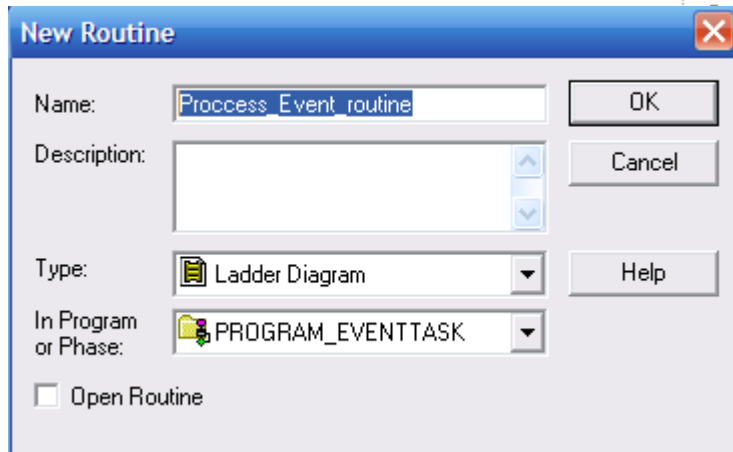 New Routine
Name: Proccess_Event_routine OK
Description: Cancel
Type: Ladder Diagram Help
In Program
or Phase: PROGRAM_EVENTTASK
Open Routine